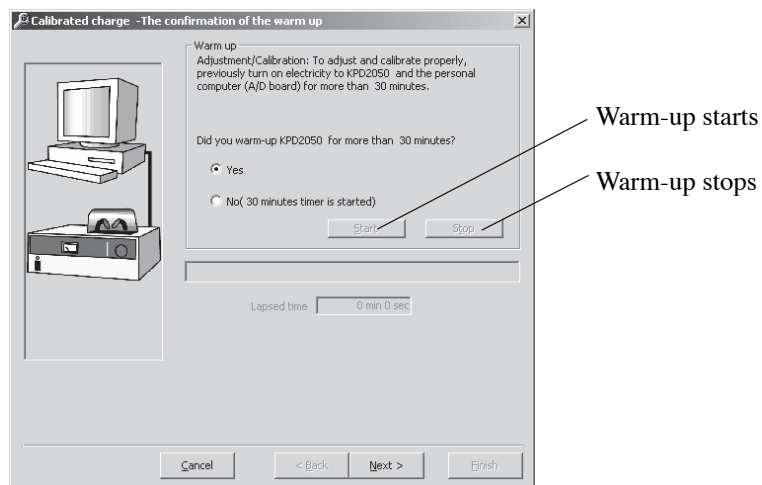 Calibrated charge -The confirmation of the warm up
Warm up
Adjustment/Calibration: To adjust and calibrate properly,
previously turn on electricity to KPD2050 and the personal
computer (A/D board) for more than 30 minutes.
Did you warm-up KPD2050 for more than 30 minutes?
Yes
No( 30 minutes timer is started)
Start
Stop
Warm-up starts
Warm-up stops
Lapsed time 0 min 0 sec
Cancel
< Back
Next >
Finish